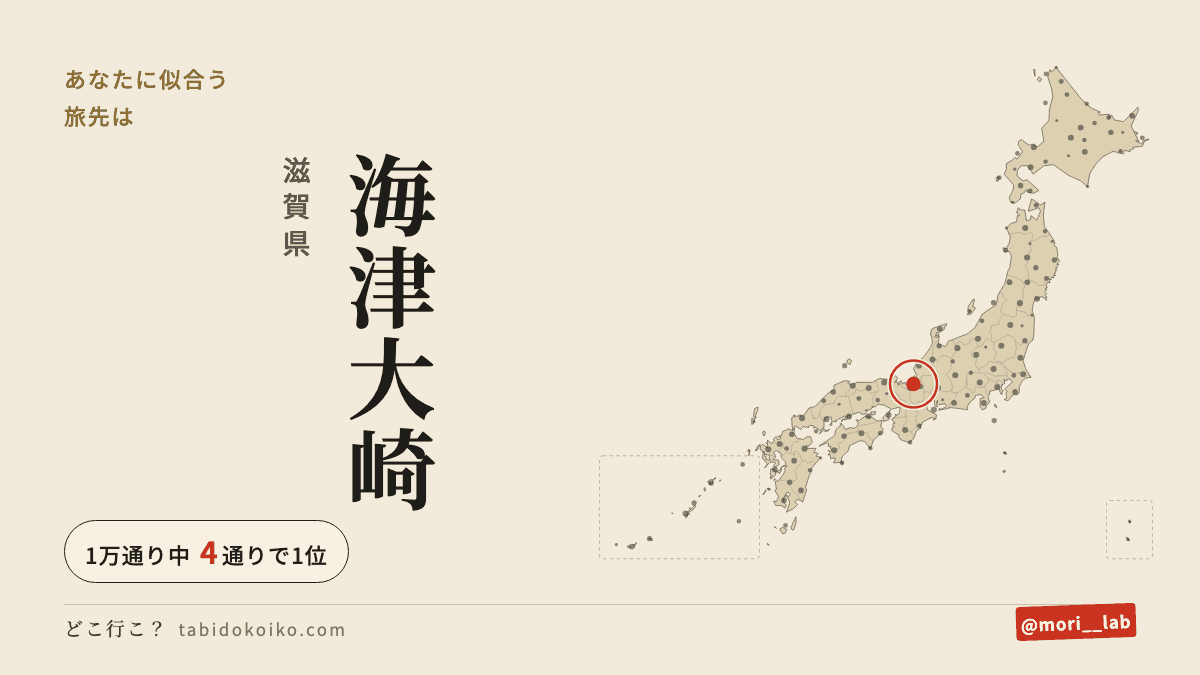 あなたに似合う
旅先は
海津大崎
滋賀県
1万通り中 4通りで1位
どこ行こ？ tabidokoiko.com
@mori__lab